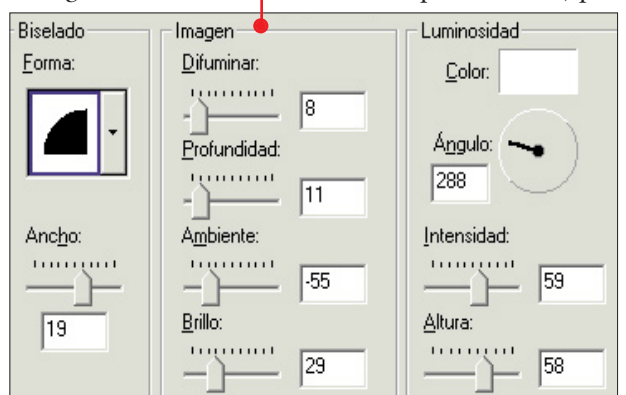 Biselado
Forma:
Ancho:
19
Imagen
Difuminar:
8
Profundidad:
11
Ambiente:
-55
Brillo:
29
Luminosidad
Color:
Ángulo:
288
Intensidad:
59
Altura:
58